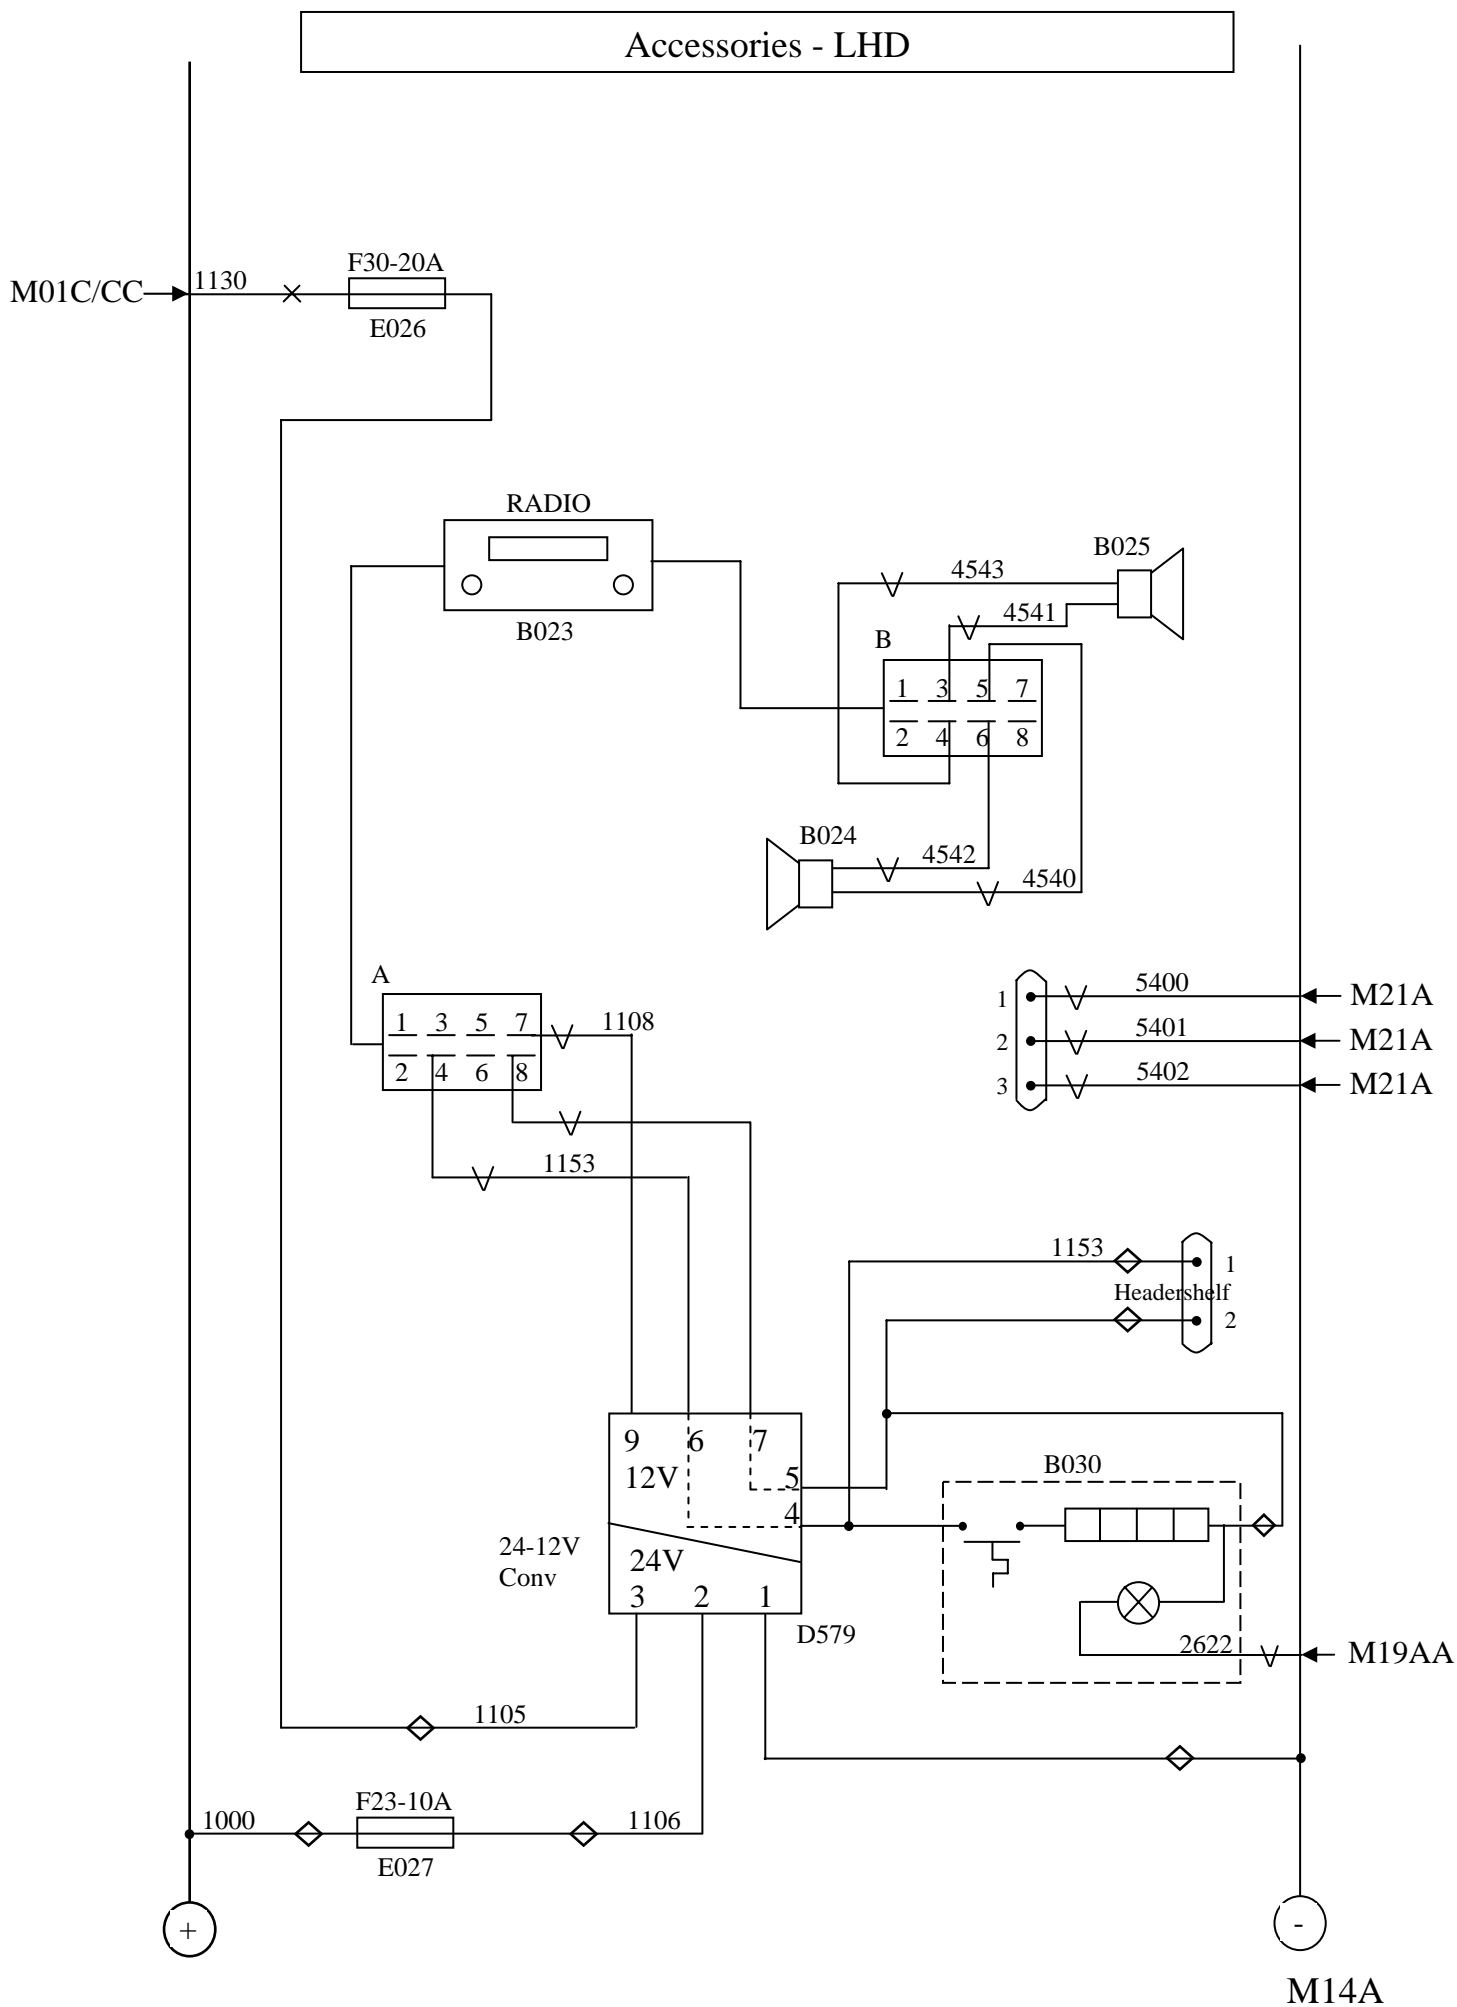 Accessories - LHD
F30-20A
1130
M01C/CC
E026
RADIO
B023
B025
4543
4541
B
1 3 5 7
2 4 6 8
B024
4542
4540
A
1 3 5 7
2 4 6 8
1108
1 5400 M21A
2 5401 M21A
3 5402 M21A
1153
1153 1
Headershelf
2
9 6 7
12V 5
4
B030
24-12V
Conv
24V
3 2 1
D579
2622 M19AA
1105
F23-10A
1000 1106
E027
+ -
M14A